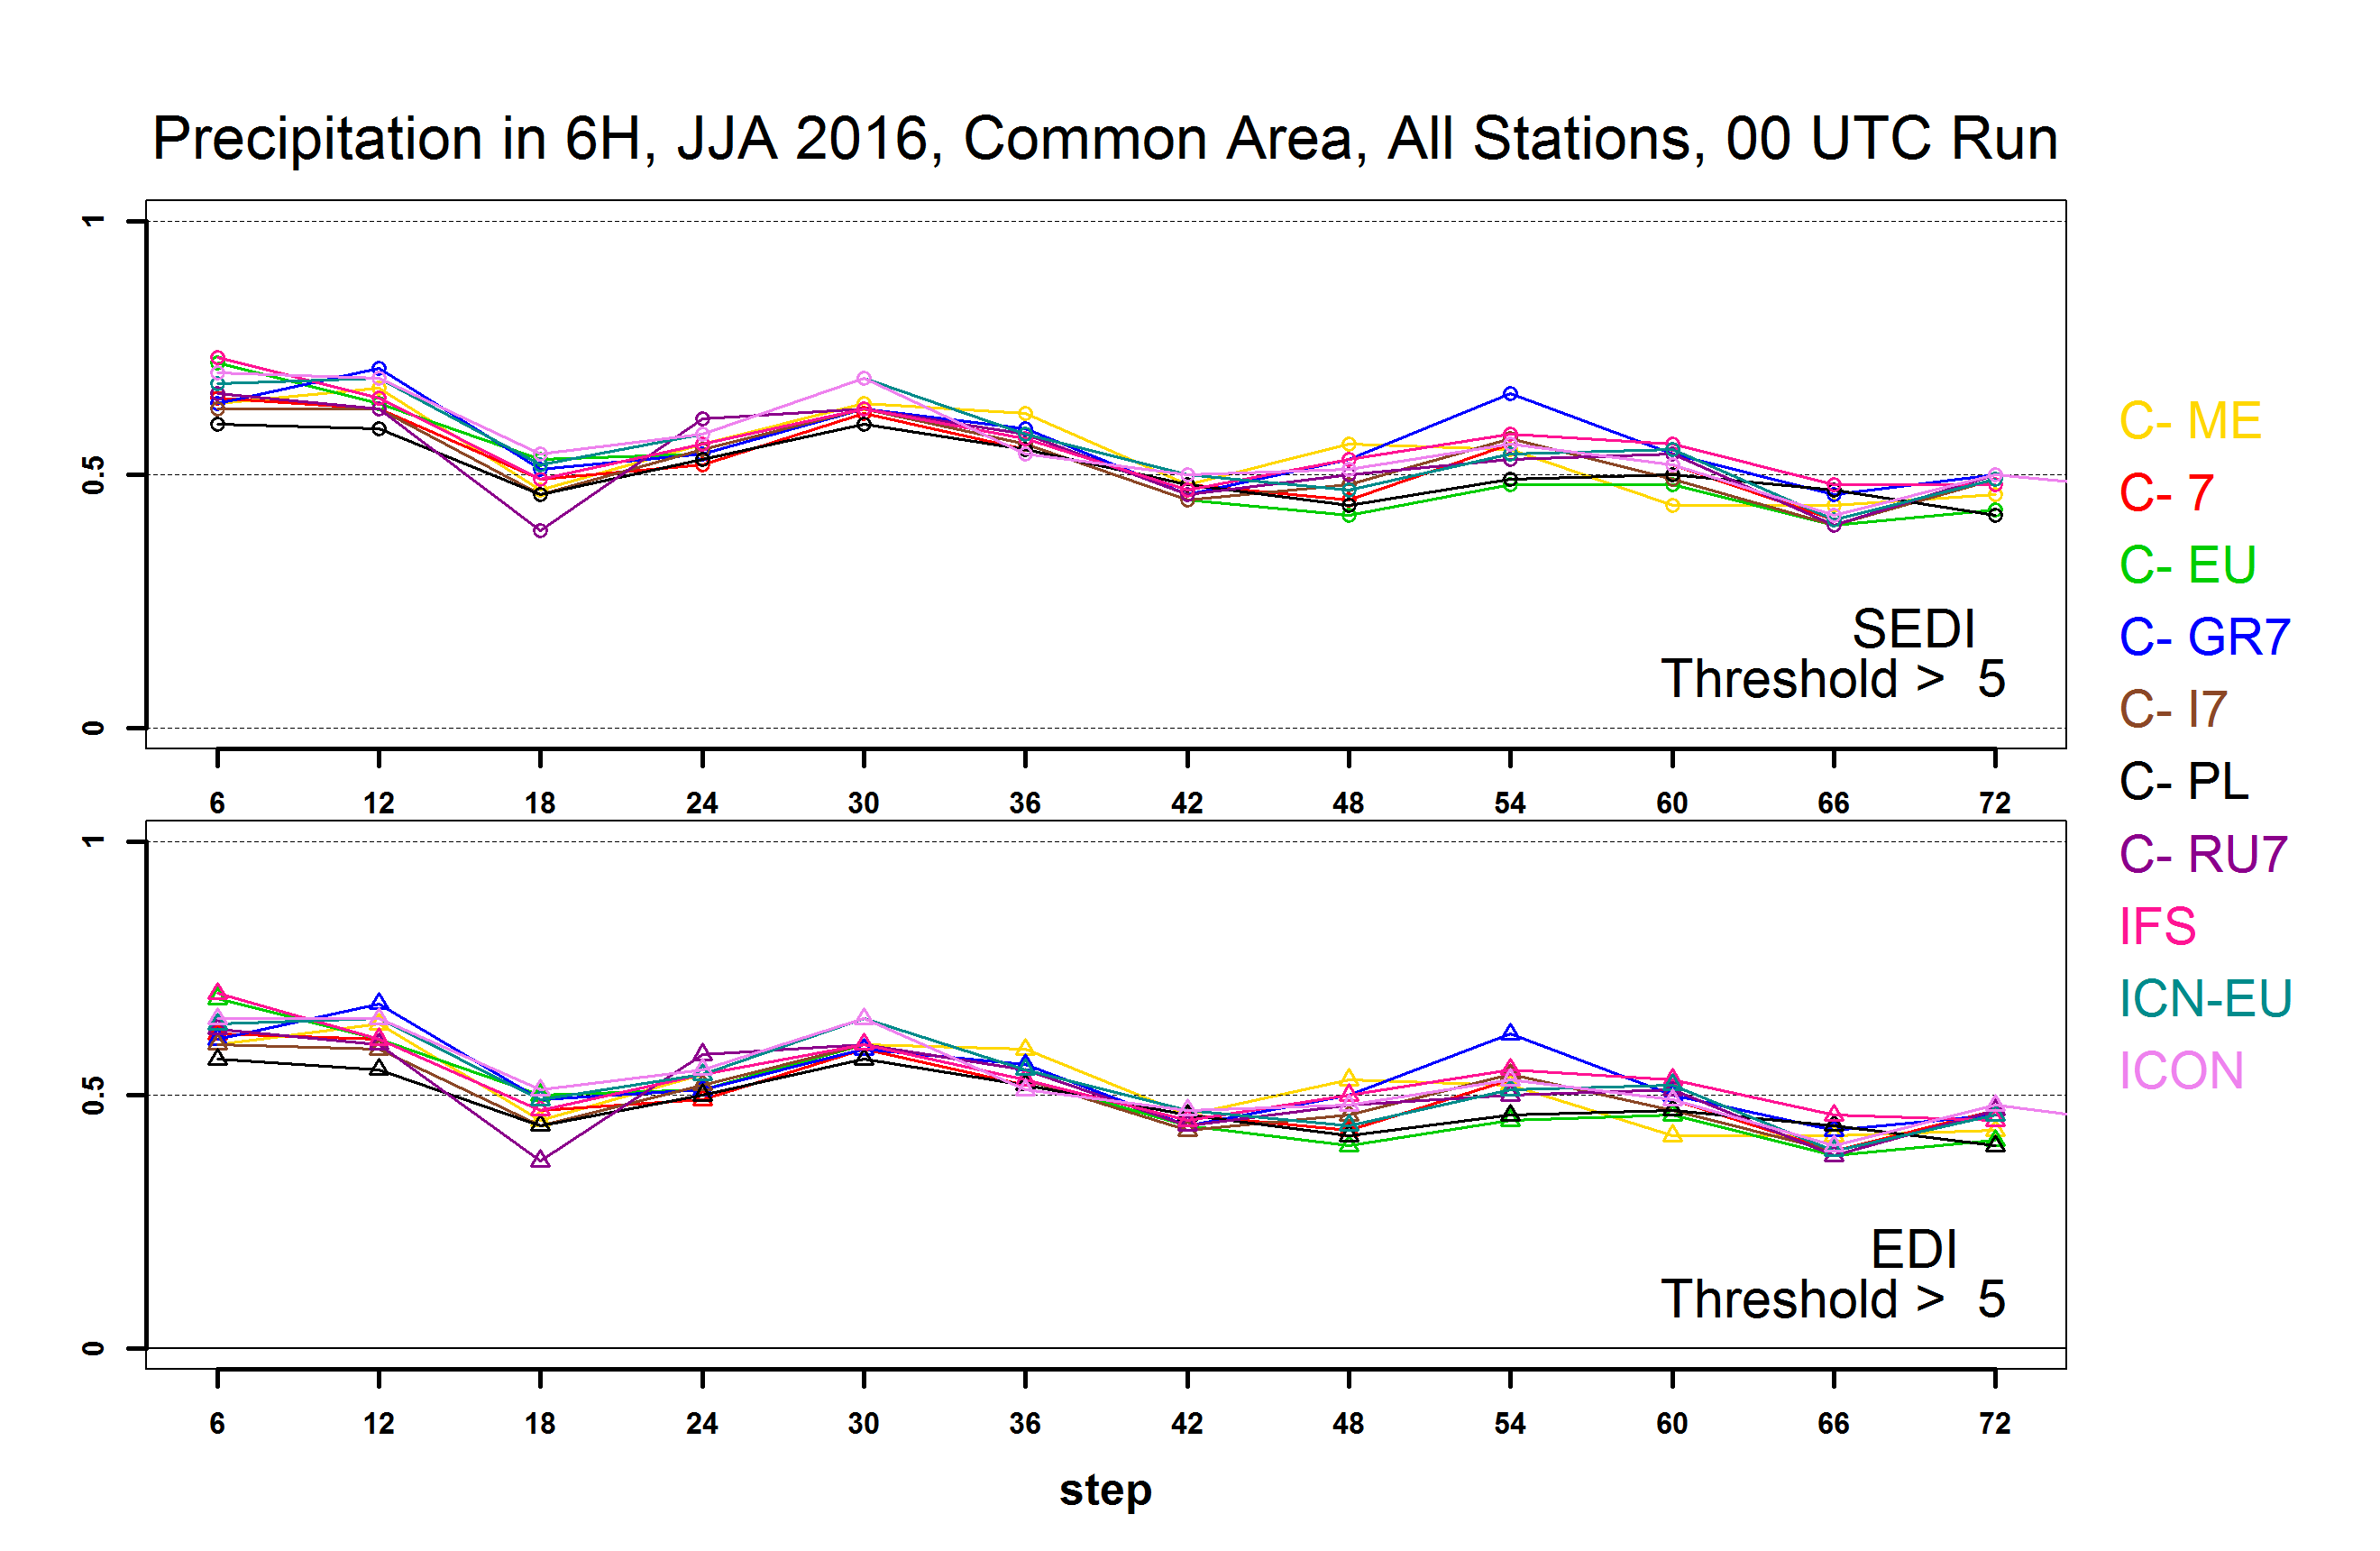 Precipitation in 6H, JJA 2016, Common Area, All Stations, 00 UTC Run
1
0.5
0
SEDI
Threshold > 5
6 12 18 24 30 36 42 48 54 60 66 72
1
0.5
0
EDI
Threshold > 5
6 12 18 24 30 36 42 48 54 60 66 72
step
C- ME
C- 7
C- EU
C- GR7
C- I7
C- PL
C- RU7
IFS
ICN-EU
ICON